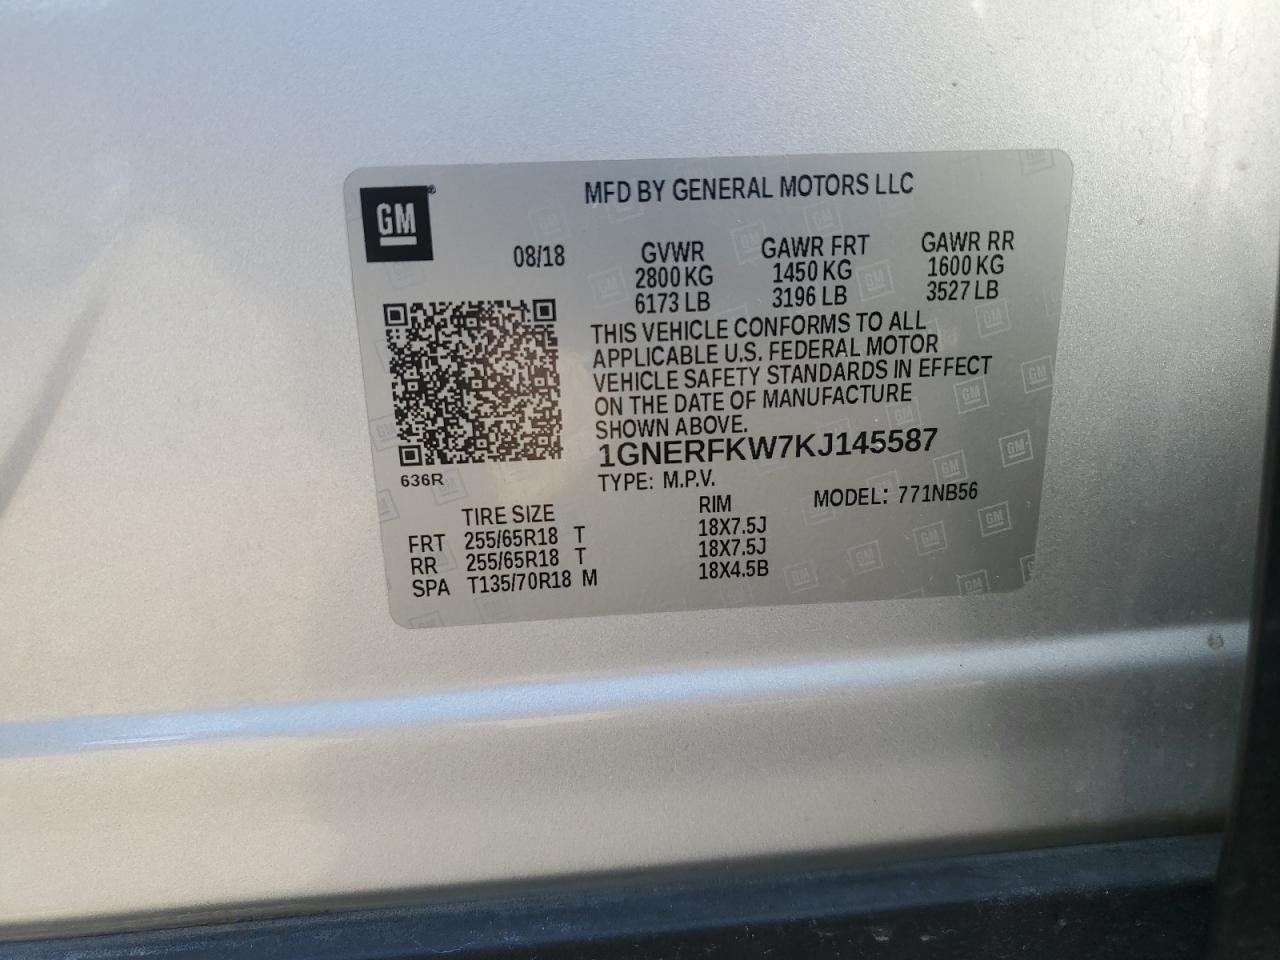 GM®
MFD BY GENERAL MOTORS LLC
08/18
GVWR GAWR FRT GAWR RR
2800 KG 1450 KG 1600 KG
6173 LB 3196 LB 3527 LB
THIS VEHICLE CONFORMS TO ALL
APPLICABLE U.S. FEDERAL MOTOR
VEHICLE SAFETY STANDARDS IN EFFECT
ON THE DATE OF MANUFACTURE
SHOWN ABOVE.
1GNERFKW7KJ145587
636R
TYPE: M.P.V.
MODEL: 771NB56
TIRE SIZE RIM
FRT 255/65R18 T 18X7.5J
RR 255/65R18 T 18X7.5J
SPA T135/70R18 M 18X4.5B